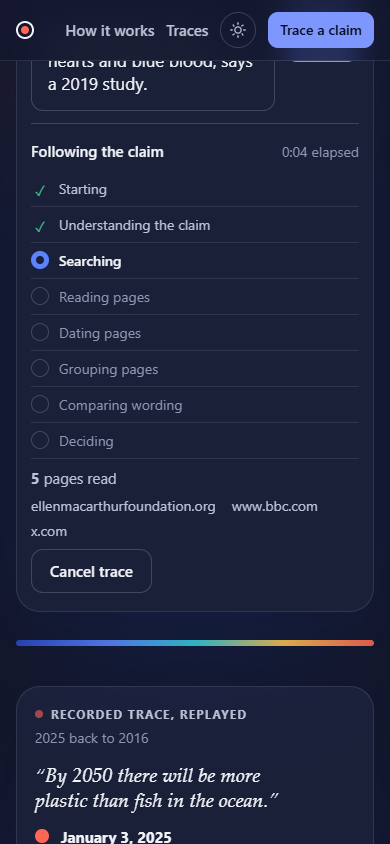 How it works Traces Trace a claim
hearts and blue blood, says
a 2019 study.
Following the claim 0:04 elapsed
Starting
Understanding the claim
Searching
Reading pages
Dating pages
Grouping pages
Comparing wording
Deciding
5 pages read
ellenmacarthurfoundation.org www.bbc.com
x.com
Cancel trace
RECORDED TRACE, REPLAYED
2025 back to 2016
“By 2050 there will be more
plastic than fish in the ocean.”
January 3, 2025